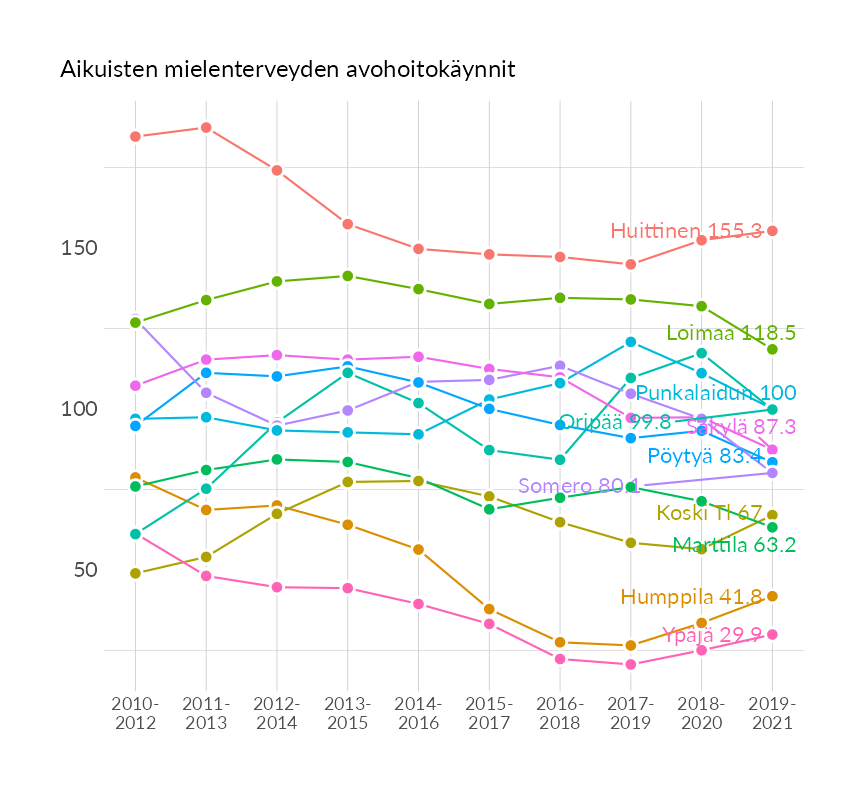 Aikuisten mielenterveyden avohoitokäynnit
Huittinen 155.3
150
Loimaa 118.5
Punkalaidun 100
100
Oripää 99.8
Säkylä 87.3
Pöytyä 83.4
Somero 80.1
Koski Tl 67
Marttila 63.2
50
Humppila 41.8
Ypäjä 29.9
2010-
2012
2011-
2013
2012-
2014
2013-
2015
2014-
2016
2015-
2017
2016-
2018
2017-
2019
2018-
2020
2019-
2021